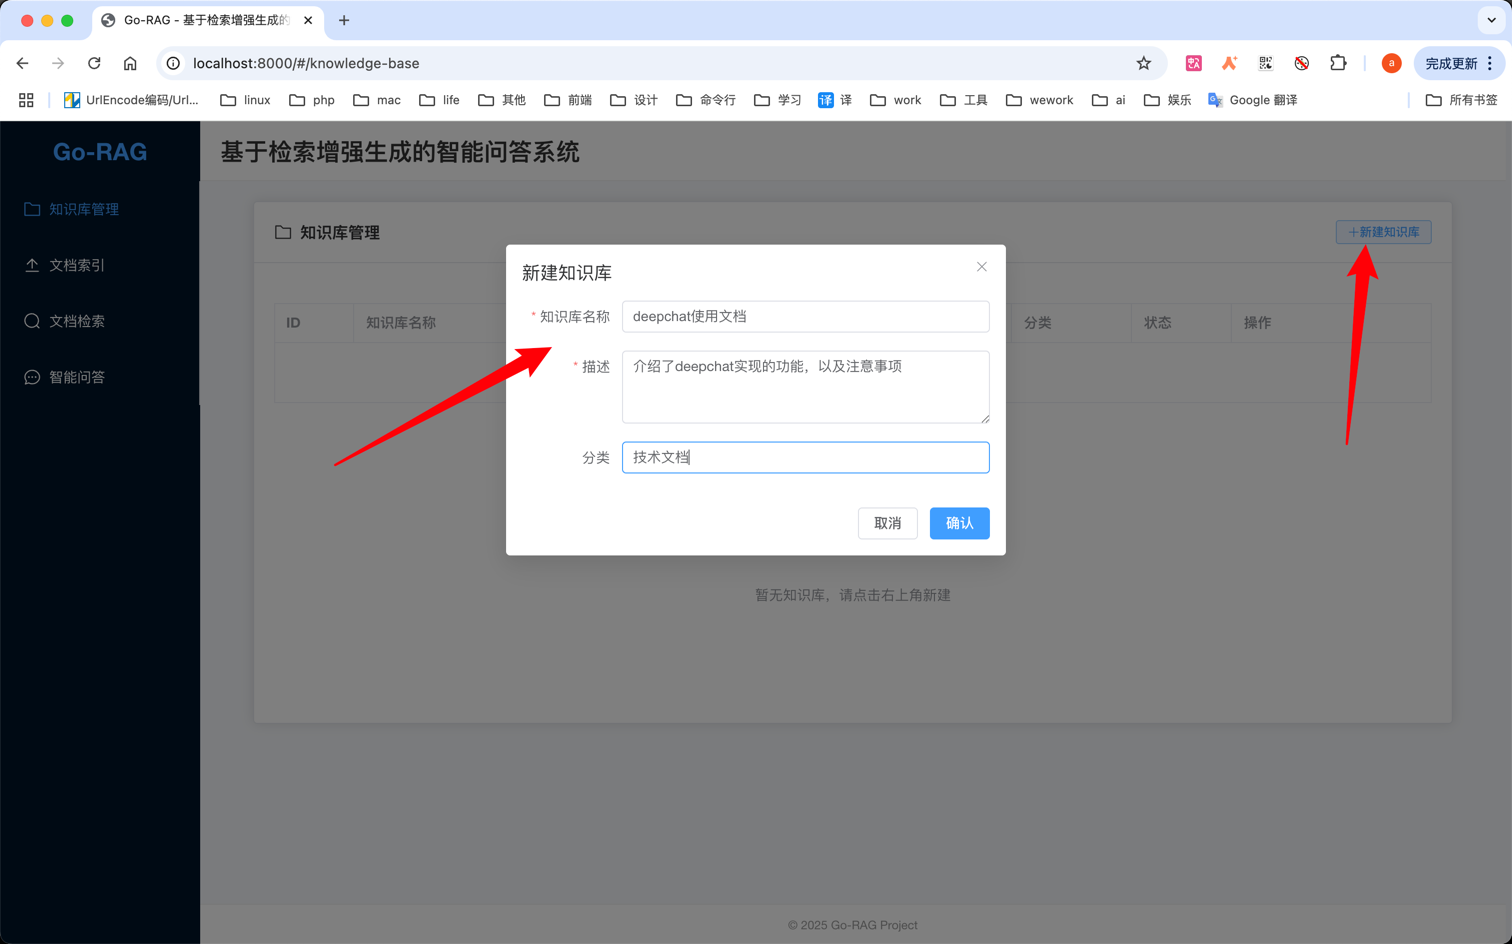 Go-RAG - 基于检索增强生成的
localhost:8000/#/knowledge-base
a
完成更新
UrlEncode编码/Url...
linux
php
mac
life
其他
前端
设计
命令行
学习
译 译
work
工具
wework
ai
娱乐
Google 翻译
所有书签
Go-RAG
基于检索增强生成的智能问答系统
知识库管理
文档索引
文档检索
智能问答
知识库管理
+新建知识库
ID
知识库名称
分类
状态
操作
新建知识库
* 知识库名称
deepchat使用文档
* 描述
介绍了deepchat实现的功能，以及注意事项
分类
技术文档
取消
确认
暂无知识库，请点击右上角新建
© 2025 Go-RAG Project